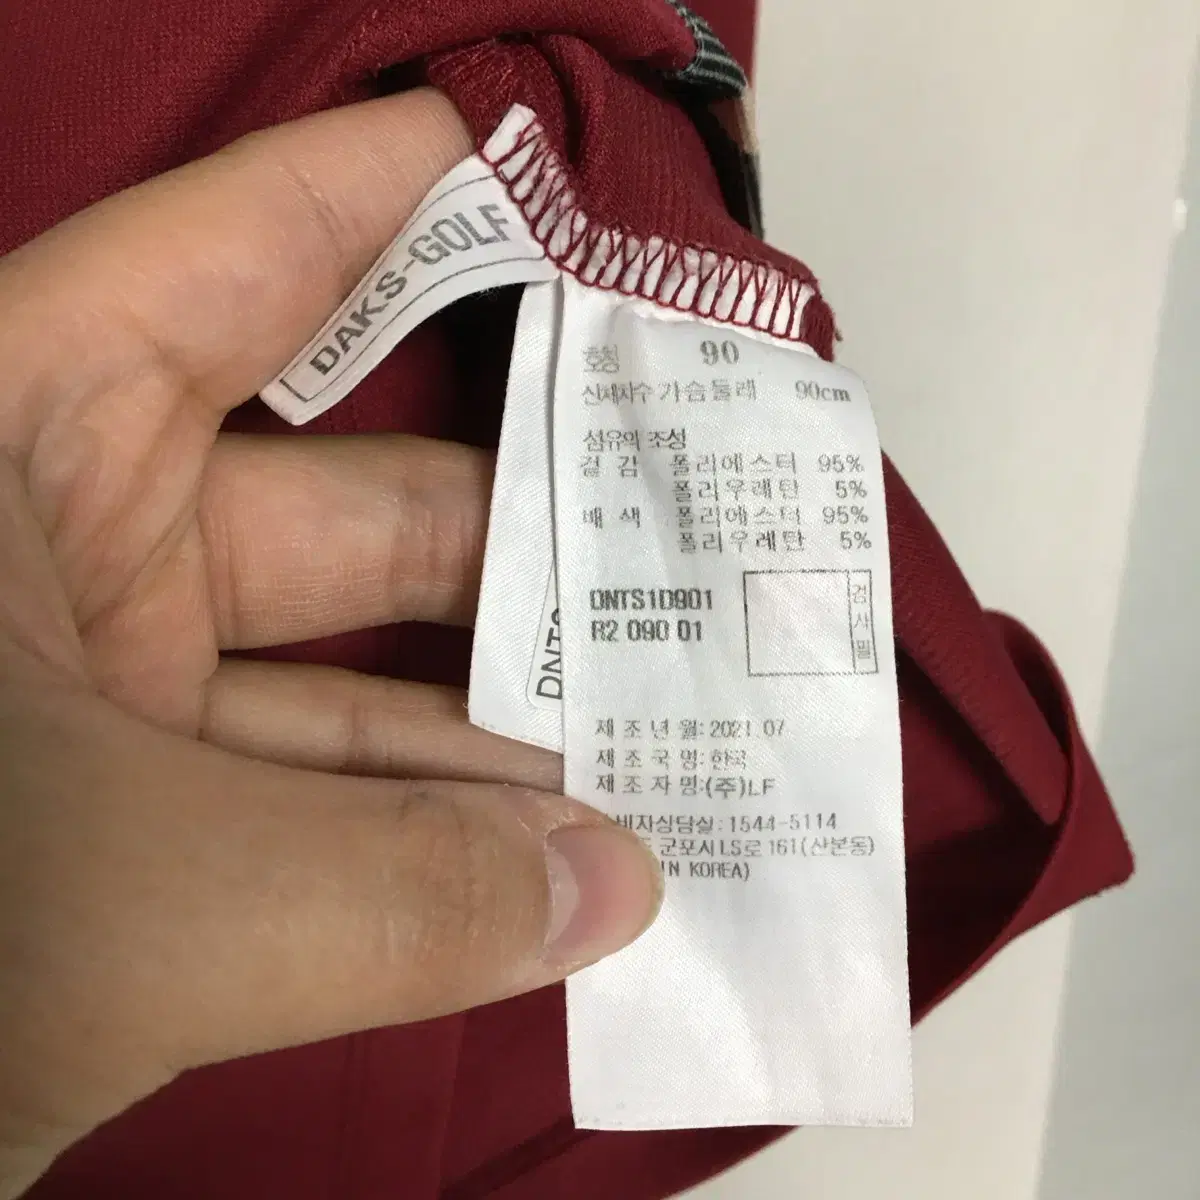 DAKS-GOLF
호칭 90
신체치수 가슴둘레 90cm
섬유의 조성
겉 감 폴리에스터 95%
폴리우레탄 5%
배 색 폴리에스터 95%
폴리우레탄 5%
DNTS1D901
R2 090 01
검사필
제 조 년 월: 2021.07
제 조 국 명: 한국
제 조 자 명:(주)LF
비자상담실: 1544-5114
군포시 LS로 161(산본동)
IN KOREA)
DNTS